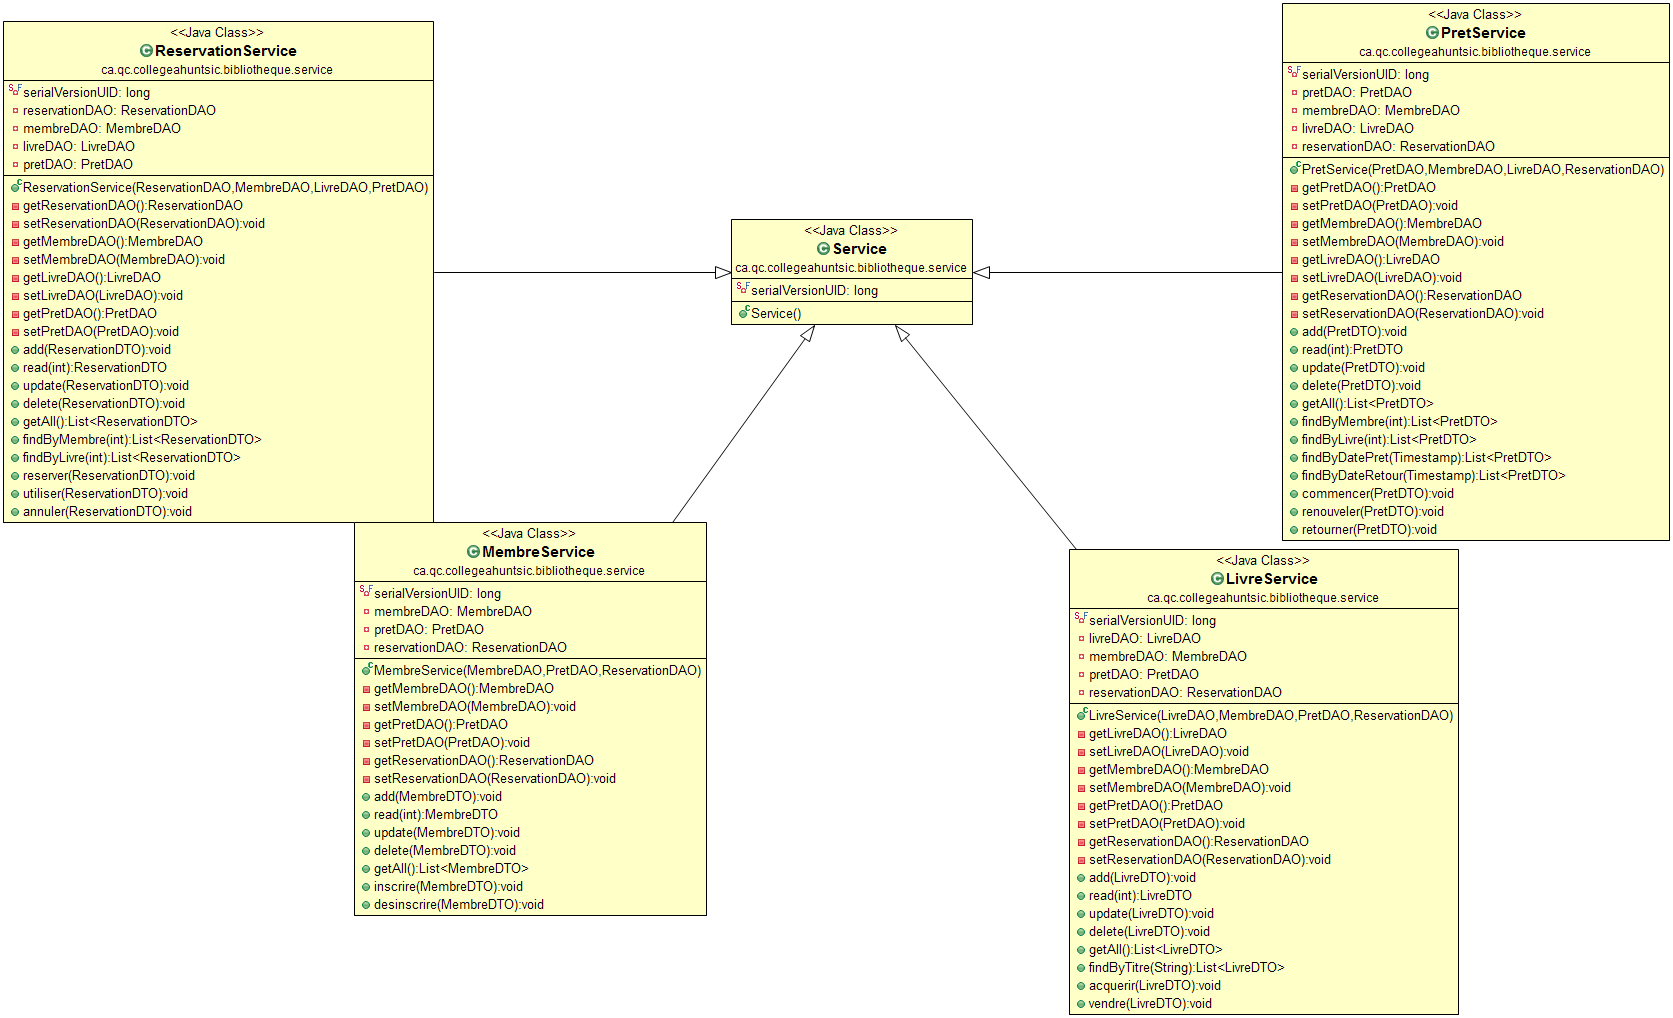 <<Java Class>>
ReservationService
ca.qc.collegeahuntsic.bibliotheque.service
serialVersionUID: long
reservationDAO: ReservationDAO
membreDAO: MembreDAO
livreDAO: LivreDAO
pretDAO: PretDAO
ReservationService(ReservationDAO,MembreDAO,LivreDAO,PretDAO)
getReservationDAO():ReservationDAO
setReservationDAO(ReservationDAO):void
getMembreDAO():MembreDAO
setMembreDAO(MembreDAO):void
getLivreDAO():LivreDAO
setLivreDAO(LivreDAO):void
getPretDAO():PretDAO
setPretDAO(PretDAO):void
add(ReservationDTO):void
read(int):ReservationDTO
update(ReservationDTO):void
delete(ReservationDTO):void
getAll():List<ReservationDTO>
findByMembre(int):List<ReservationDTO>
findByLivre(int):List<ReservationDTO>
reserver(ReservationDTO):void
utiliser(ReservationDTO):void
annuler(ReservationDTO):void
<<Java Class>>
Service
ca.qc.collegeahuntsic.bibliotheque.service
serialVersionUID: long
Service()
<<Java Class>>
PretService
ca.qc.collegeahuntsic.bibliotheque.service
serialVersionUID: long
pretDAO: PretDAO
membreDAO: MembreDAO
livreDAO: LivreDAO
reservationDAO: ReservationDAO
PretService(PretDAO,MembreDAO,LivreDAO,ReservationDAO)
getPretDAO():PretDAO
setPretDAO(PretDAO):void
getMembreDAO():MembreDAO
setMembreDAO(MembreDAO):void
getLivreDAO():LivreDAO
setLivreDAO(LivreDAO):void
getReservationDAO():ReservationDAO
setReservationDAO(ReservationDAO):void
add(PretDTO):void
read(int):PretDTO
update(PretDTO):void
delete(PretDTO):void
getAll():List<PretDTO>
findByMembre(int):List<PretDTO>
findByLivre(int):List<PretDTO>
findByDatePret(Timestamp):List<PretDTO>
findByDateRetour(Timestamp):List<PretDTO>
commencer(PretDTO):void
renouveler(PretDTO):void
retourner(PretDTO):void
<<Java Class>>
MembreService
ca.qc.collegeahuntsic.bibliotheque.service
serialVersionUID: long
membreDAO: MembreDAO
pretDAO: PretDAO
reservationDAO: ReservationDAO
MembreService(MembreDAO,PretDAO,ReservationDAO)
getMembreDAO():MembreDAO
setMembreDAO(MembreDAO):void
getPretDAO():PretDAO
setPretDAO(PretDAO):void
getReservationDAO():ReservationDAO
setReservationDAO(ReservationDAO):void
add(MembreDTO):void
read(int):MembreDTO
update(MembreDTO):void
delete(MembreDTO):void
getAll():List<MembreDTO>
inscrire(MembreDTO):void
desinscrire(MembreDTO):void
<<Java Class>>
LivreService
ca.qc.collegeahuntsic.bibliotheque.service
serialVersionUID: long
livreDAO: LivreDAO
membreDAO: MembreDAO
pretDAO: PretDAO
reservationDAO: ReservationDAO
LivreService(LivreDAO,MembreDAO,PretDAO,ReservationDAO)
getLivreDAO():LivreDAO
setLivreDAO(LivreDAO):void
getMembreDAO():MembreDAO
setMembreDAO(MembreDAO):void
getPretDAO():PretDAO
setPretDAO(PretDAO):void
getReservationDAO():ReservationDAO
setReservationDAO(ReservationDAO):void
add(LivreDTO):void
read(int):LivreDTO
update(LivreDTO):void
delete(LivreDTO):void
getAll():List<LivreDTO>
findByTitre(String):List<LivreDTO>
acquerir(LivreDTO):void
vendre(LivreDTO):void